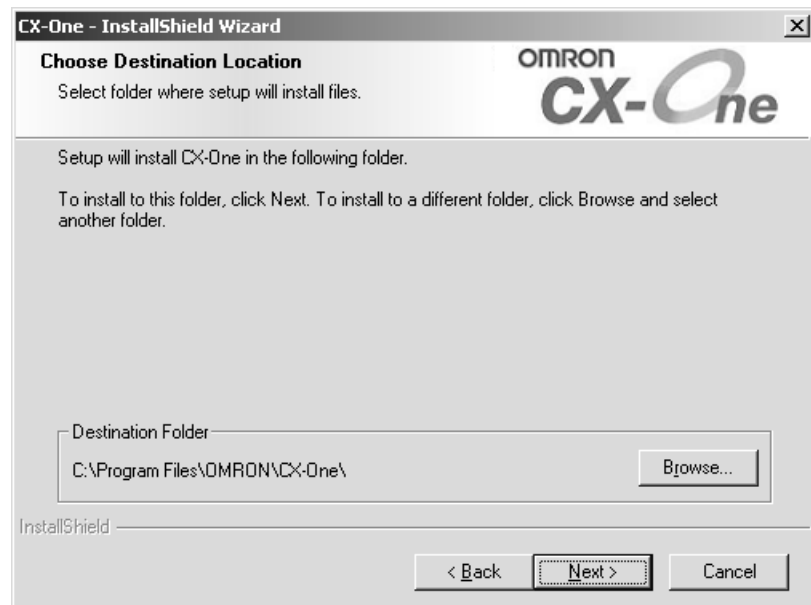 CX-One - InstallShield Wizard
Choose Destination Location
Select folder where setup will install files.
OMRON
CX-One
Setup will install CX-One in the following folder.
To install to this folder, click Next. To install to a different folder, click Browse and select
another folder.
Destination Folder
C:\Program Files\OMRON\CX-One\
Browse...
InstallShield
< Back
Next >
Cancel